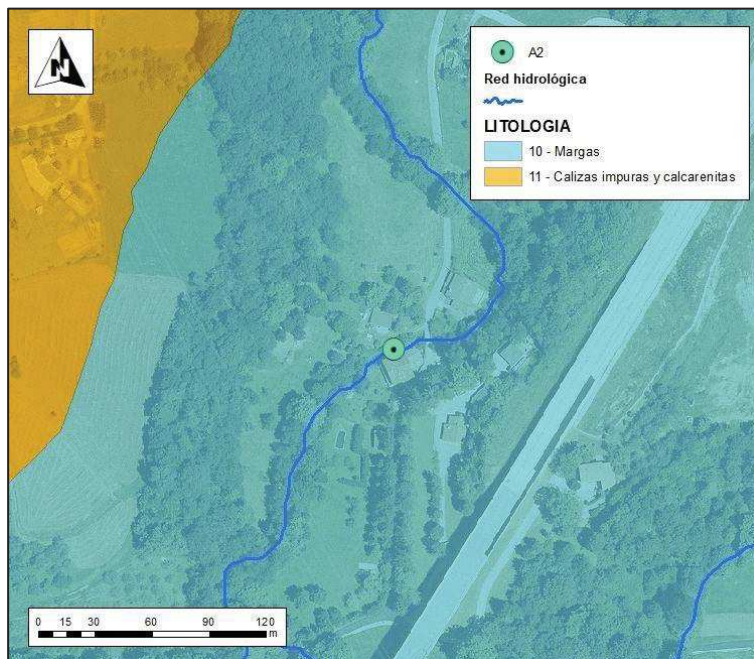 N
A2
Red hidrológica
LITOLOGIA
10 - Margas
11 - Calizas impuras y calcarenitas
0 15 30 60 90 120
m